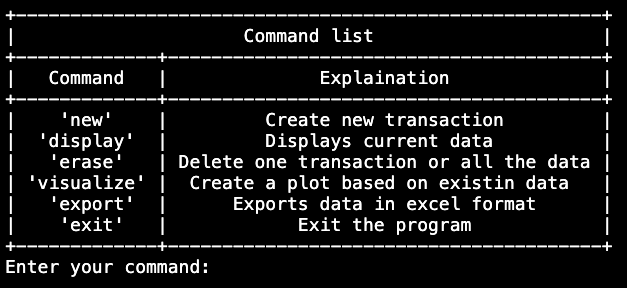 Command list
Command | Explaination
'new' | Create new transaction
'display' | Displays current data
'erase' | Delete one transaction or all the data
'visualize' | Create a plot based on existin data
'export' | Exports data in excel format
'exit' | Exit the program
Enter your command: